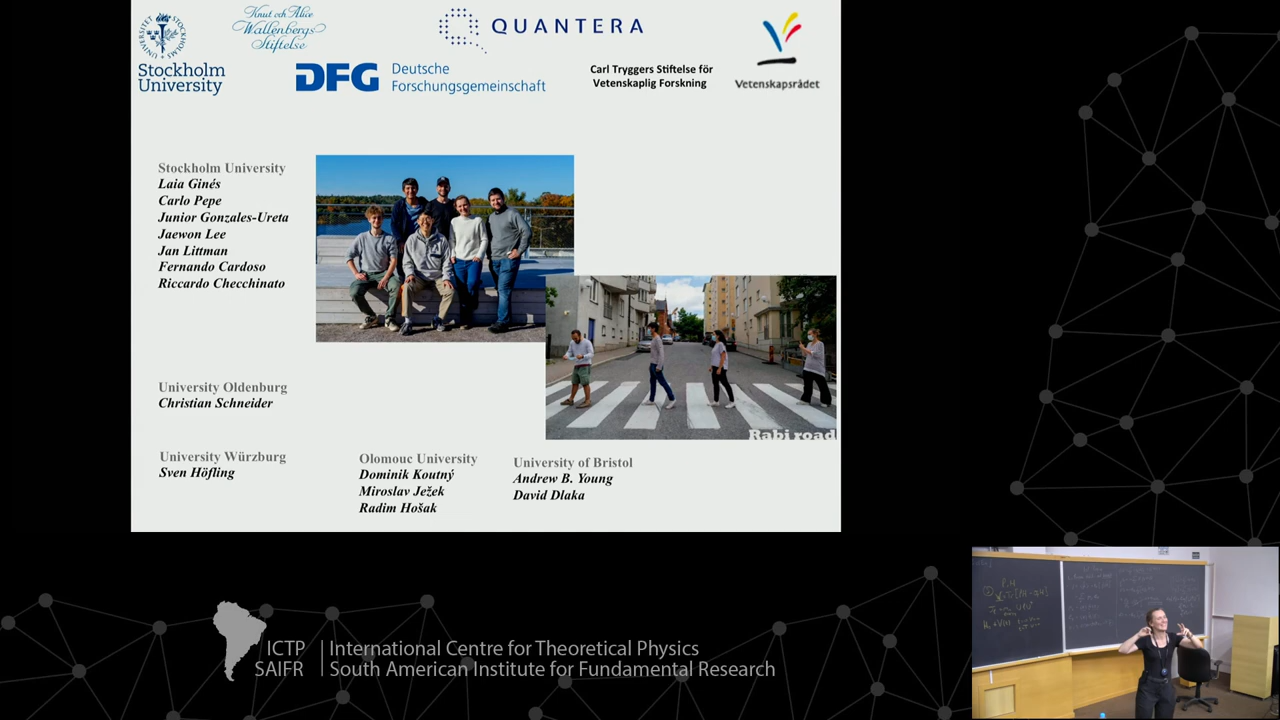 Stockholm
University
Knut och Alice
Wallenbergs
Stiftelse
QUANTERA
DFG
Deutsche
Forschungsgemeinschaft
Carl Tryggers Stiftelse för
Vetenskaplig Forskning
Vetenskapsrådet
Stockholm University
Laia Ginés
Carlo Pepe
Junior Gonzales-Ureta
Jaewon Lee
Jan Littman
Fernando Cardoso
Riccardo Checchinato
Rabi road
University Oldenburg
Christian Schneider
University Würzburg
Sven Höfling
Olomouc University
Dominik Koutný
Miroslav Ježek
Radim Hošak
University of Bristol
Andrew B. Young
David Dlaka
ICTP
SAIFR
International Centre for Theoretical Physics
South American Institute for Fundamental Research